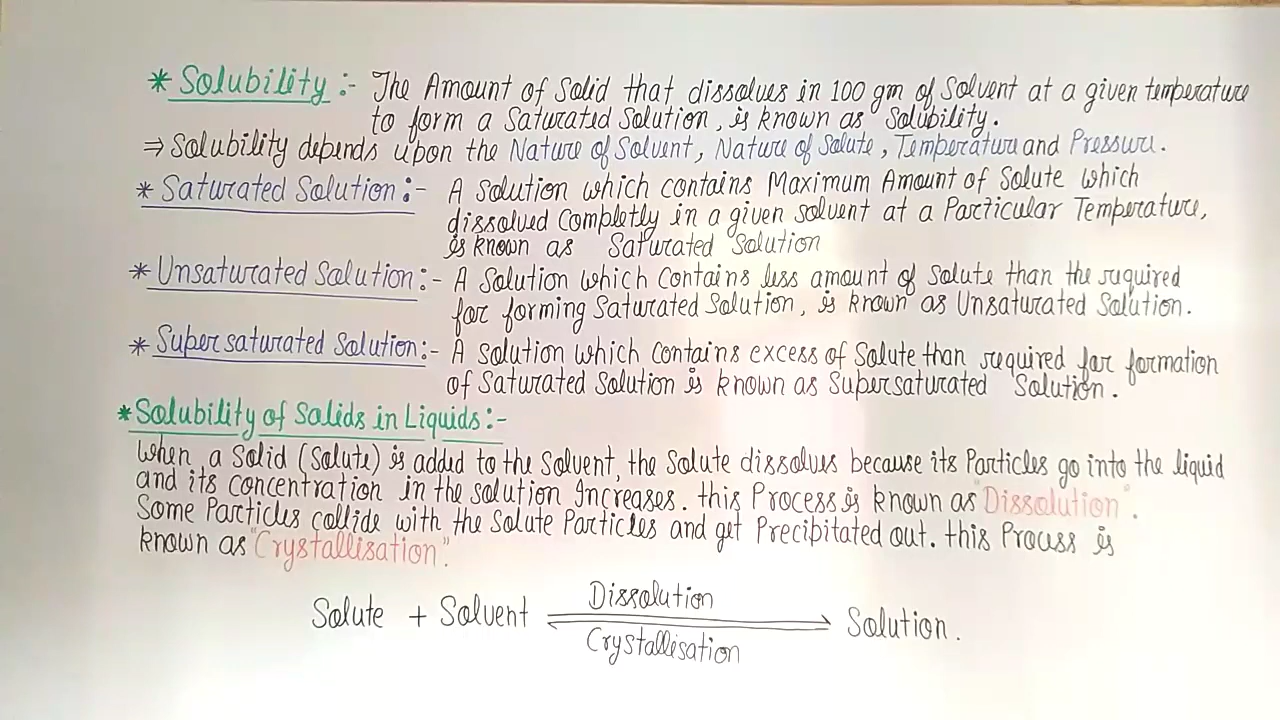 * Solubility :- The Amount of Solid that dissolves in 100 gm of Solvent at a given temperature
to form a Saturated Solution, is known as Solubility.
⇒ Solubility depends upon the Nature of Solvent, Nature of Solute, Temperature and Pressure.
* Saturated Solution :- A Solution which contains Maximum Amount of Solute which
dissolved Completly in a given solvent at a Particular Temperature,
is known as Saturated Solution
* Unsaturated Solution :- A Solution which Contains less amount of Solute than the required
for forming Saturated Solution, is known as Unsaturated Solution.
* Supersaturated Solution :- A Solution which Contains excess of Solute than required for formation
of Saturated Solution is known as Supersaturated Solution.
* Solubility of Solids in Liquids :-
When a Solid (Solute) is added to the Solvent, the Solute dissolves because its Particles go into the liquid
and its Concentration in the solution Increases. this Process is known as "Dissolution".
Some Particles collide with the Solute Particles and get Precipitated out. this Process is
known as "Crystallisation."
Dissolution
Solute + Solvent ⇌ Solution.
Crystallisation